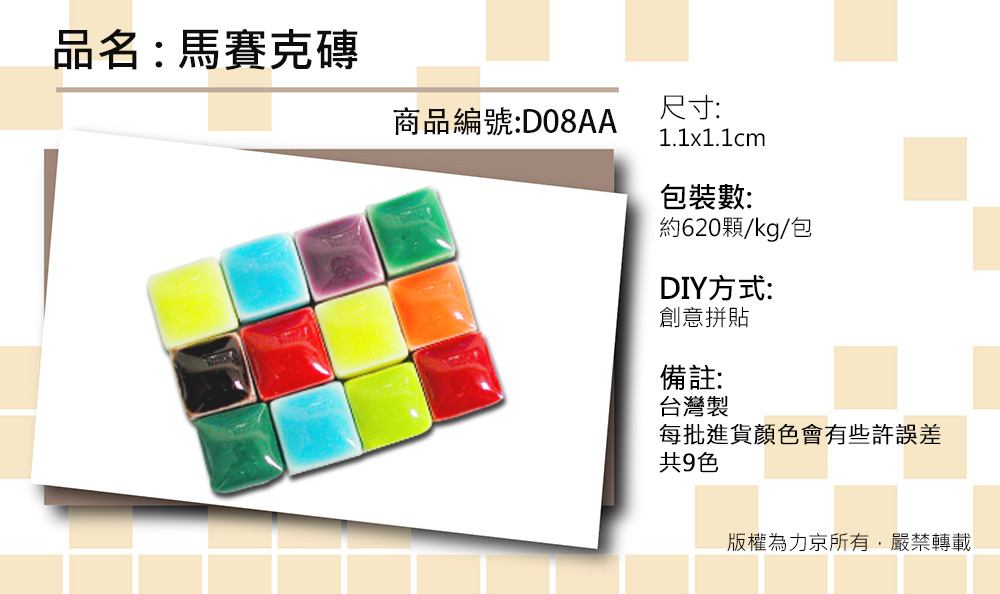 品名 : 馬賽克磚
商品編號:D08AA
尺寸:
1.1x1.1cm
包裝數:
約620顆/kg/包
DIY方式:
創意拼貼
備註:
台灣製
每批進貨顏色會有些許誤差
共9色
版權為力京所有，嚴禁轉載